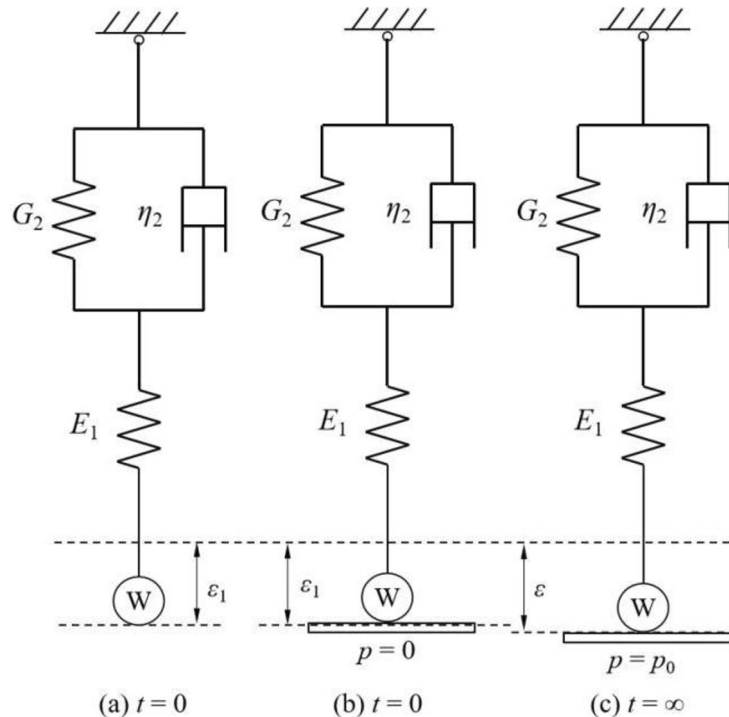 G₂ η₂ G₂ η₂ G₂ η₂
E₁ E₁ E₁
ε₁ ε₁ ε
W W W
p = 0 p = p₀
(a) t = 0 (b) t = 0 (c) t = ∞